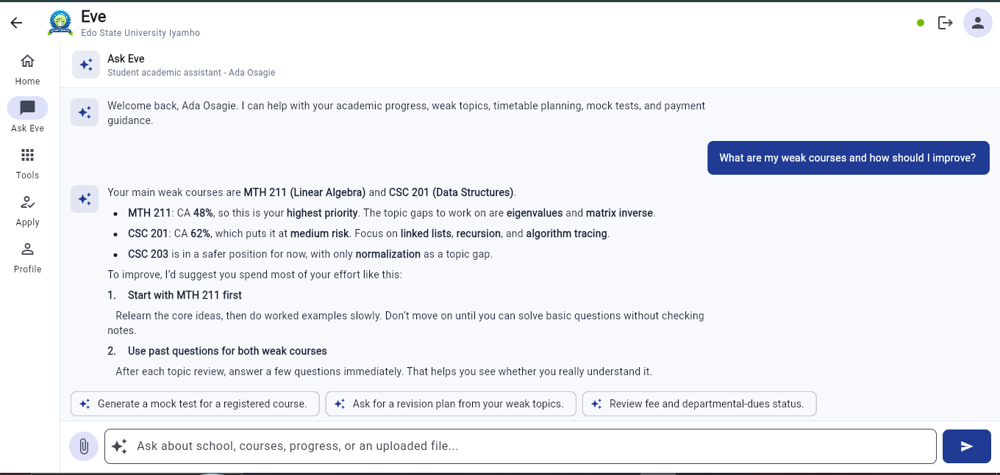 Eve
Edo State University Iyamho
Home
Ask Eve
Tools
Apply
Profile
Ask Eve
Student academic assistant - Ada Osagie
Welcome back, Ada Osagie. I can help with your academic progress, weak topics, timetable planning, mock tests, and payment
guidance.
What are my weak courses and how should I improve?
Your main weak courses are MTH 211 (Linear Algebra) and CSC 201 (Data Structures).
• MTH 211: CA 48%, so this is your highest priority. The topic gaps to work on are eigenvalues and matrix inverse.
• CSC 201: CA 62%, which puts it at medium risk. Focus on linked lists, recursion, and algorithm tracing.
• CSC 203 is in a safer position for now, with only normalization as a topic gap.
To improve, I’d suggest you spend most of your effort like this:
1. Start with MTH 211 first
Relearn the core ideas, then do worked examples slowly. Don’t move on until you can solve basic questions without checking
notes.
2. Use past questions for both weak courses
After each topic review, answer a few questions immediately. That helps you see whether you really understand it.
Generate a mock test for a registered course.
Ask for a revision plan from your weak topics.
Review fee and departmental-dues status.
Ask about school, courses, progress, or an uploaded file...